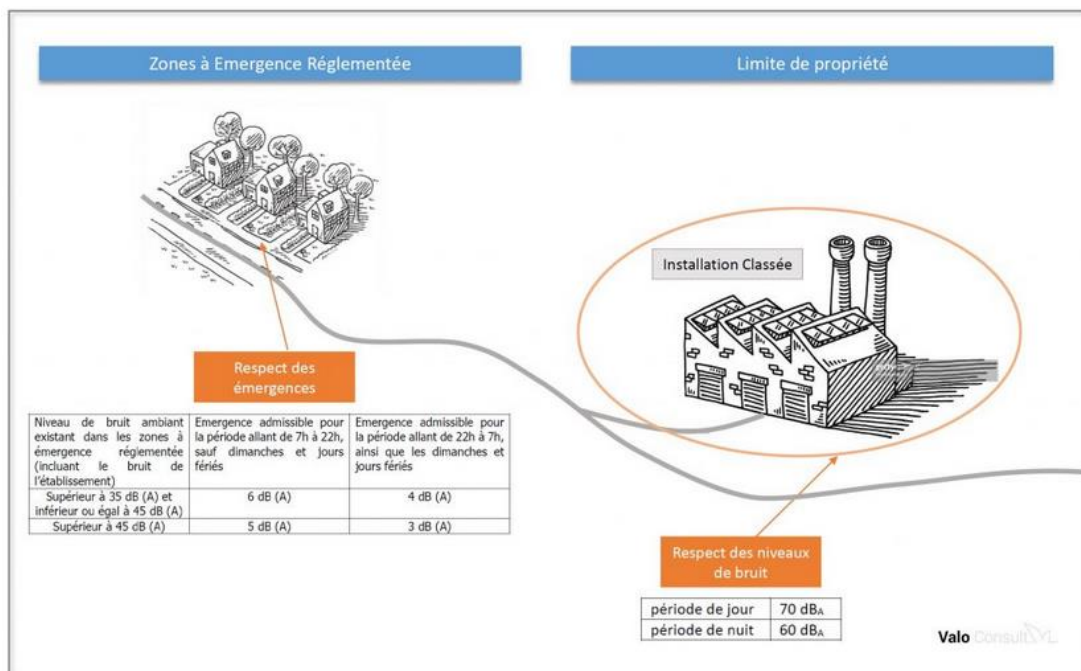 Zones à Emergence Réglementée
Limite de propriété
Installation Classée
Respect des
émergences
Niveau de bruit ambiant
existant dans les zones à
émergence réglementée
(incluant le bruit de
l'établissement)
Emergence admissible pour
la période allant de 7h à 22h,
sauf dimanches et jours
fériés
Emergence admissible pour
la période allant de 22h à 7h,
ainsi que les dimanches et
jours fériés
Supérieur à 35 dB (A) et
inférieur ou égal à 45 dB (A)
6 dB (A)
4 dB (A)
Supérieur à 45 dB (A)
5 dB (A)
3 dB (A)
Respect des niveaux
de bruit
période de jour
70 dBA
période de nuit
60 dBA
Valo Consult